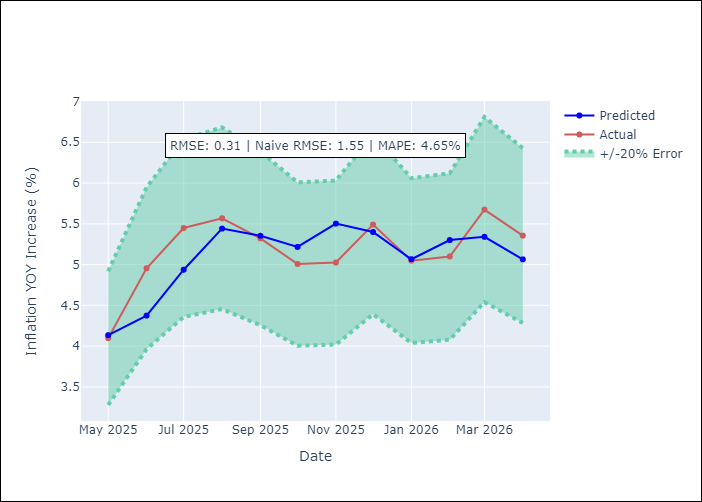 7
6.5
6
5.5
5
4.5
4
3.5
Inflation YOY Increase (%)
RMSE: 0.31 | Naive RMSE: 1.55 | MAPE: 4.65%
May 2025
Jul 2025
Sep 2025
Nov 2025
Jan 2026
Mar 2026
Date
Predicted
Actual
+/-20% Error